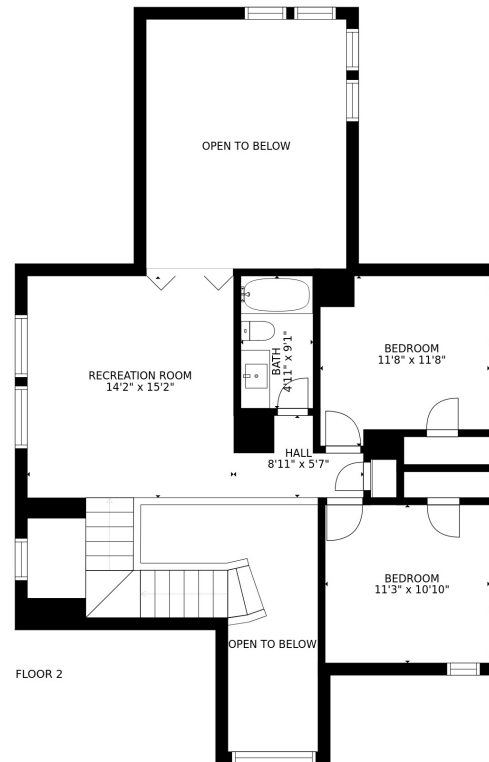 OPEN TO BELOW
BEDROOM
11'8" x 11'8"
BATH
4'11" x 9'1"
RECREATION ROOM
14'2" x 15'2"
HALL
8'11" x 5'7"
BEDROOM
11'3" x 10'10"
OPEN TO BELOW
FLOOR 2